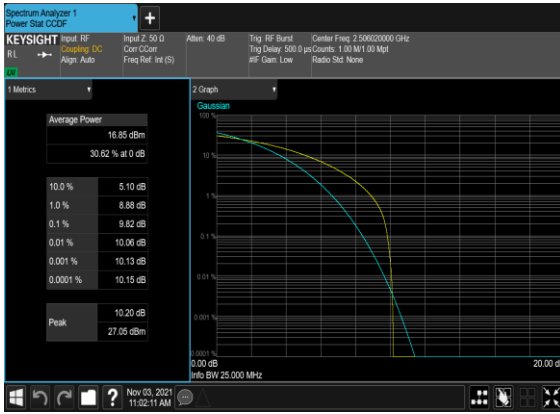 Spectrum Analyzer 1
Power Stat CCDF
KEYSIGHT
RL
Input: RF
Coupling: DC
Align: Auto
Input Z: 50 Ω
Corr CCorr
Freq Ref: Int (S)
Atten: 40 dB
Trig: RF Burst
Trig Delay: 500.0 µs
#IF Gain: Low
Center Freq: 2.506020000 GHz
Counts: 1.00 M/1.00 Mpt
Radio Std: None
1 Metrics
Average Power
16.85 dBm
30.62 % at 0 dB
10.0 % 5.10 dB
1.0 % 8.88 dB
0.1 % 9.82 dB
0.01 % 10.06 dB
0.001 % 10.13 dB
0.0001 % 10.15 dB
Peak
10.20 dB
27.05 dBm
2 Graph
Gaussian
100 %
10 %
1 %
0.1 %
0.01 %
0.001 %
0.0001 %
0.00 dB
20.00 d
Info BW 25.000 MHz
?
Nov 03, 2021
11:02:11 AM